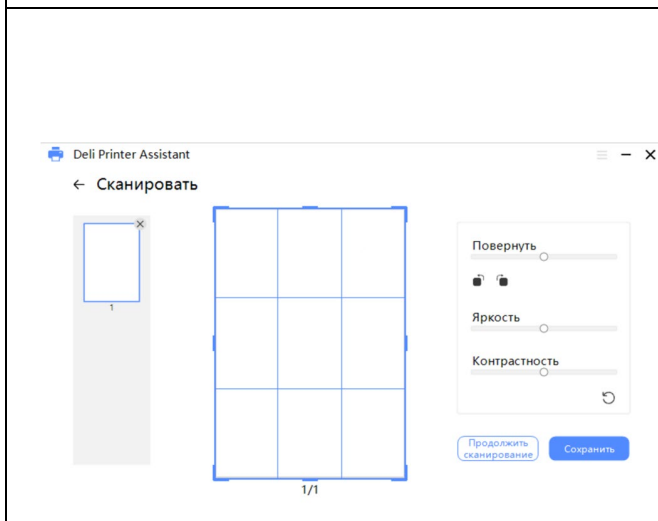 Deli Printer Assistant
← Сканировать
1
Повернуть
Яркость
Контрастность
Продолжить
сканирование
Сохранить
1/1